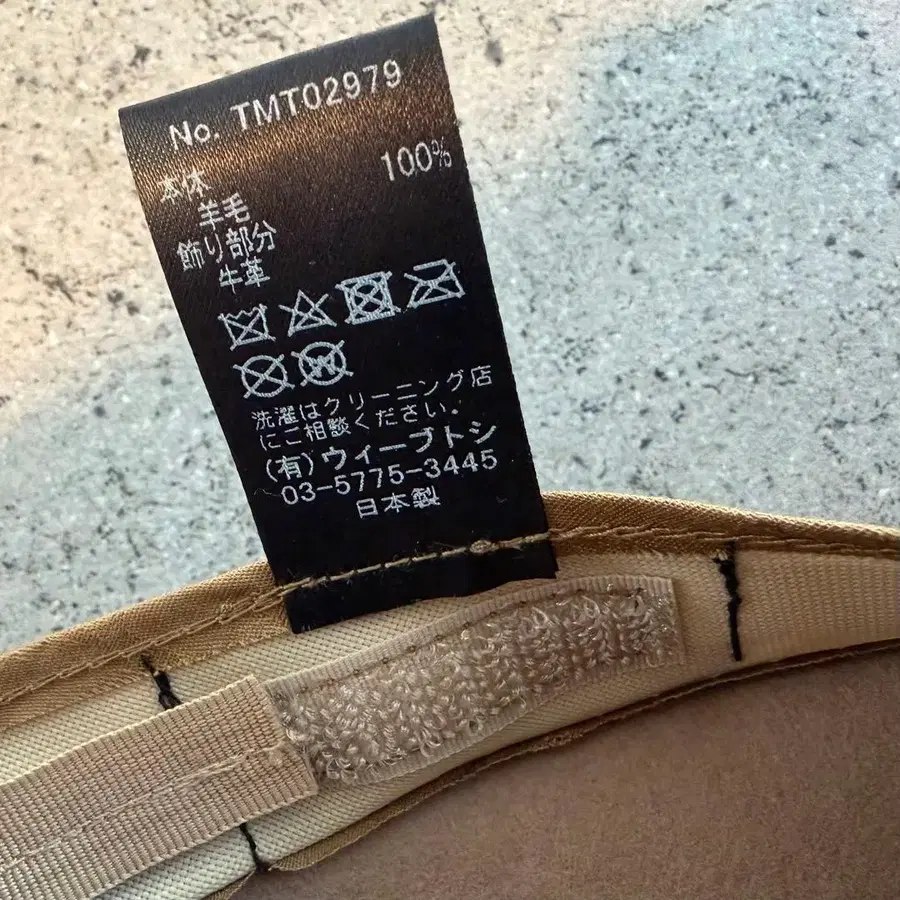 No. TMT02979
本体 100%
羊毛
飾り部分
牛革
洗濯はクリーニング店
にご相談ください.
(有)ウィーブトシ
03-5775-3445
日本製